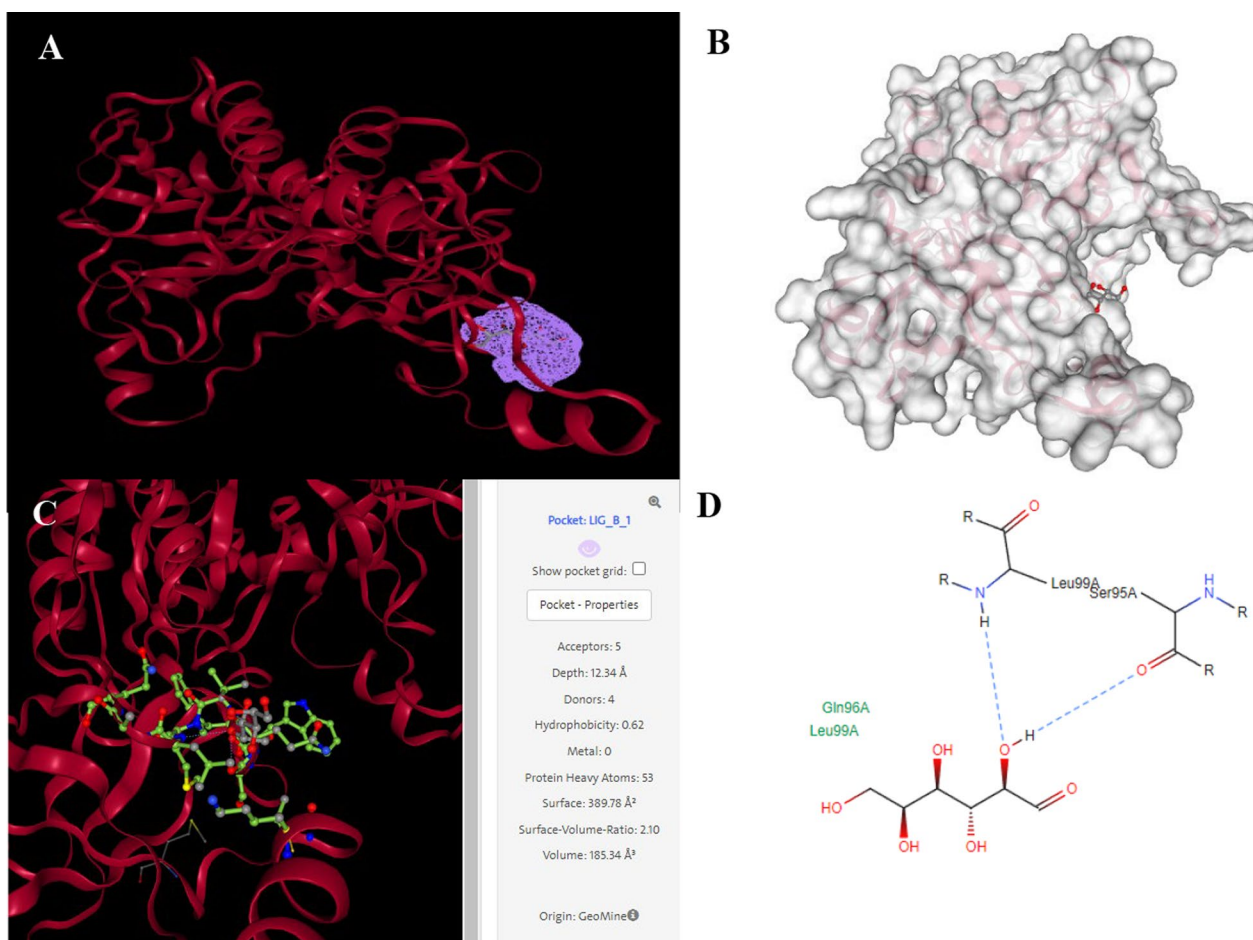 A
B
C
Pocket: LIG_B_1
Show pocket grid:
Pocket - Properties
Acceptors: 5
Depth: 12.34 Å
Donors: 4
Hydrophobicity: 0.62
Metal: 0
Protein Heavy Atoms: 53
Surface: 389.78 Å²
Surface-Volume-Ratio: 2.10
Volume: 185.34 Å³
Origin: GeoMine
D
R
O
R
N
H
Leu99A
Ser95A
H
N
R
O
R
Gln96A
Leu99A
O
H
OH
HO
O
OH
OH